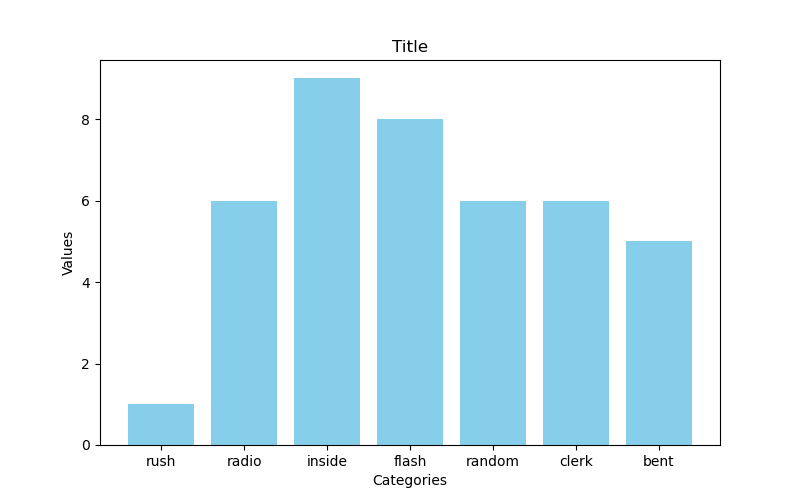 Title
Values
8
6
4
2
0
rush radio inside flash random clerk bent
Categories